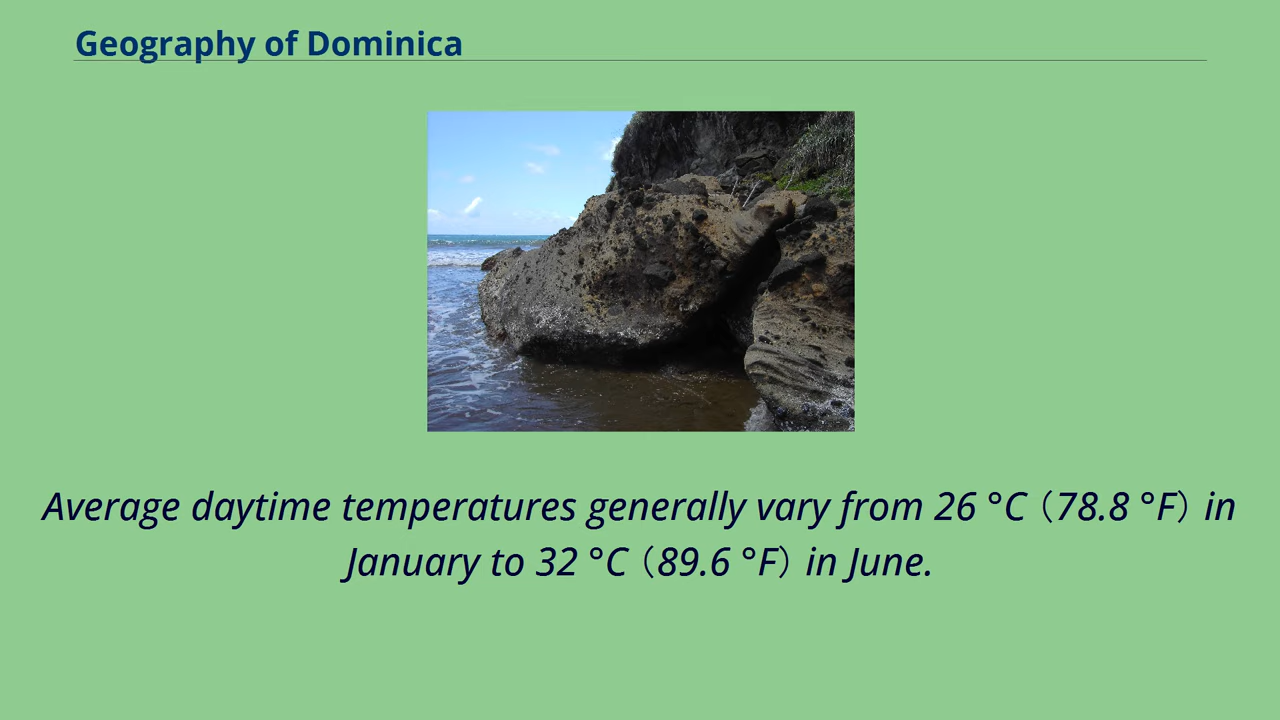 Geography of Dominica
Average daytime temperatures generally vary from 26 °C（78.8 °F）in
January to 32 °C（89.6 °F）in June.